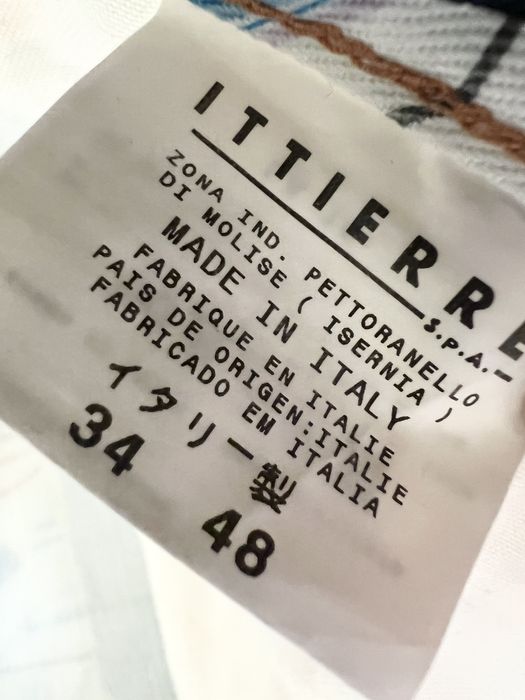 ITTIERRE
S.P.A.
ZONA IND. PETTORANELLO
DI MOLISE ( ISERNIA )
MADE IN ITALY
FABRIQUE EN ITALIE
PAIS DE ORIGEN:ITALIE
FABRICADO EM ITALIA
イタリー製
34 48